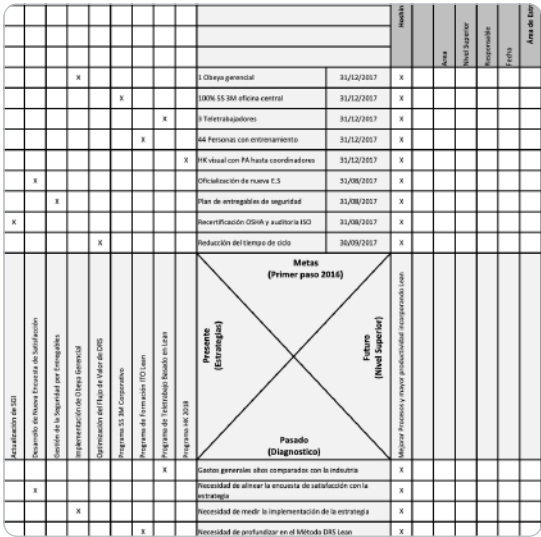 Hoshin
Area
Nivel Superior
Responsable
Fecha
Área de
X 1 Obeya gerencial 31/12/2017 X
X 100% 5S 3M oficina central 31/12/2017 X
X 3 Teletrabajadores 31/12/2017 X
X 44 Personas con entrenamiento 31/12/2017 X
X HK visual con PA hasta coordinadores 31/12/2017 X
X Oficialización de nueva E.S 31/08/2017 X
X Plan de entregables de seguridad 31/08/2017 X
X Recertificación OSHA y auditoria ISO 31/08/2017 X
X Reducción del tiempo de ciclo 30/09/2017 X
Actualización de SGI
Desarrollo de Nueva Encuesta de Satisfacción
Gestión de la Seguridad por Entregables
Implementación de Obeya Gerencial
Optimización del Flujo de Valor de DRS
Programa 5S 3M Corporativo
Programa de Formación ITO Lean
Programa de Teletrabajo Basado en Lean
Programa HK 2018
Metas
(Primer paso 2016)
Presente
(Estrategias)
Futuro
(Nivel Superior)
Pasado
(Diagnostico)
Mejorar Procesos y mayor productividad incorporando Lean
X Gastos generales altos comparados con la indsutria X
X Necesidad de alinear la encuesta de satisfacción con la X
estrategia
X Necesidad de medir la implementación de la estrategia X
X Necesidad de profundizar en el Método DRS Lean X